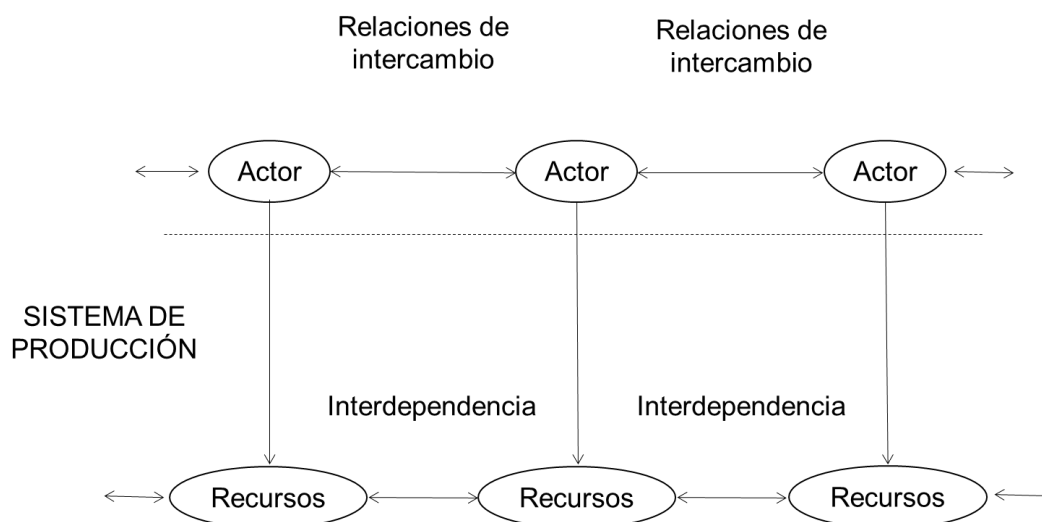 Relaciones de
intercambio
Relaciones de
intercambio
Actor
Actor
Actor
SISTEMA DE
PRODUCCIÓN
Interdependencia
Interdependencia
Recursos
Recursos
Recursos